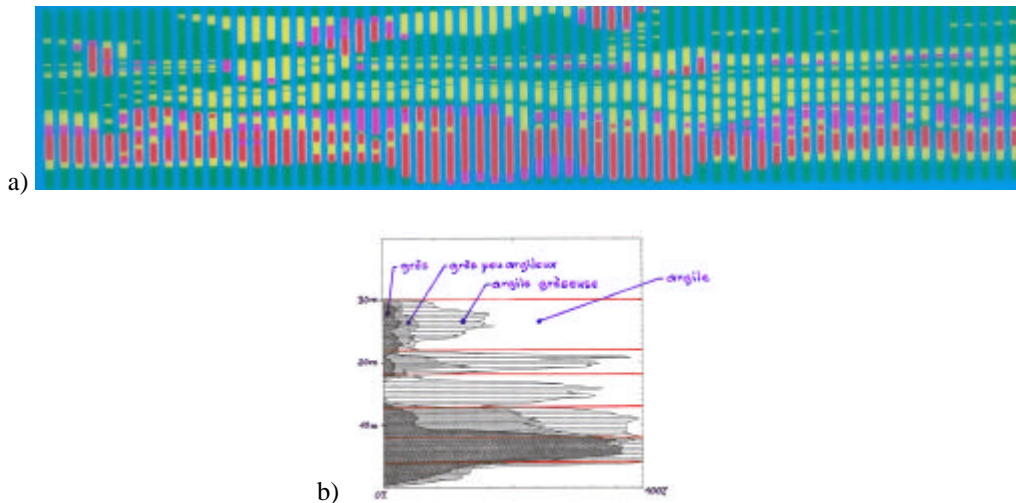 a)
grès
grès peu argileux
argile gréseuse
argile
30m
20m
10m
0%
100%
b)